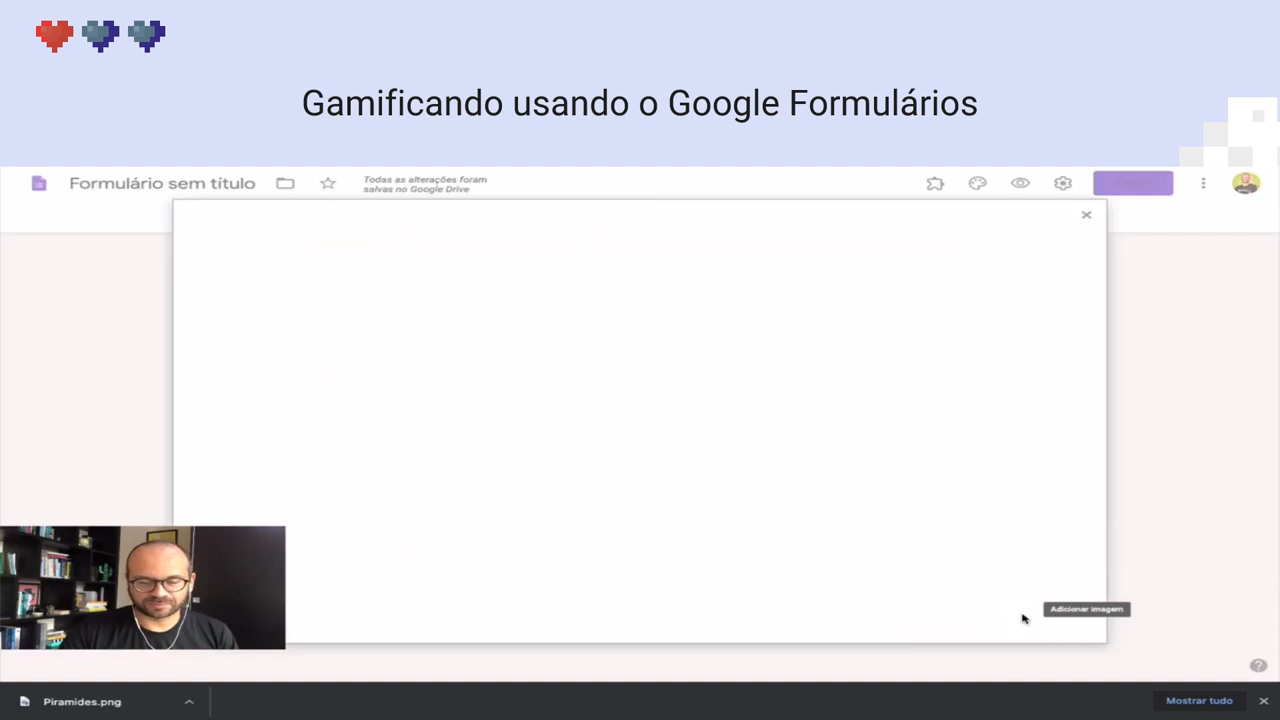 Gamificando usando o Google Formulários
Formulário sem título
Todas as alterações foram
salvas no Google Drive
Adicionar imagem
Piramides.png
Mostrar tudo